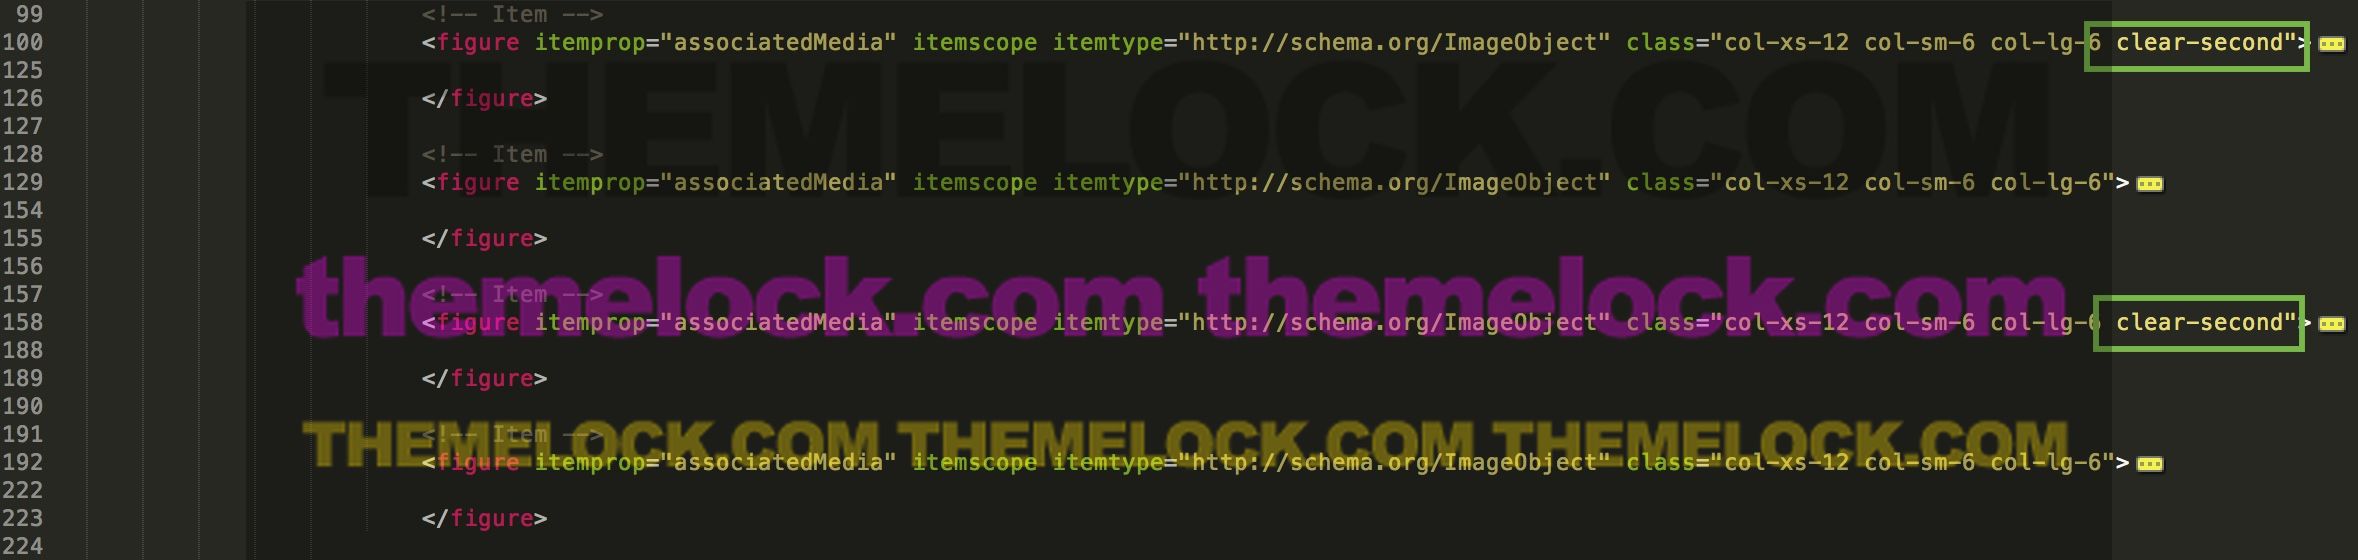 99 <!-- Item -->
100 <figure itemprop="associatedMedia" itemscope itemtype="http://schema.org/ImageObject" class="col-xs-12 col-sm-6 col-lg-6 clear-second">
125
126 </figure>
127
THEMELOCK.COM
128 <!-- Item -->
129 <figure itemprop="associatedMedia" itemscope itemtype="http://schema.org/ImageObject" class="col-xs-12 col-sm-6 col-lg-6">
154
155 </figure>
156
themelock.com themelock.com
157 <!-- Item -->
158 <figure itemprop="associatedMedia" itemscope itemtype="http://schema.org/ImageObject" class="col-xs-12 col-sm-6 col-lg-6 clear-second">
188
189 </figure>
190
THEMELOCK.COM THEMELOCK.COM THEMELOCK.COM
191 <!-- Item -->
192 <figure itemprop="associatedMedia" itemscope itemtype="http://schema.org/ImageObject" class="col-xs-12 col-sm-6 col-lg-6">
222
223 </figure>
224